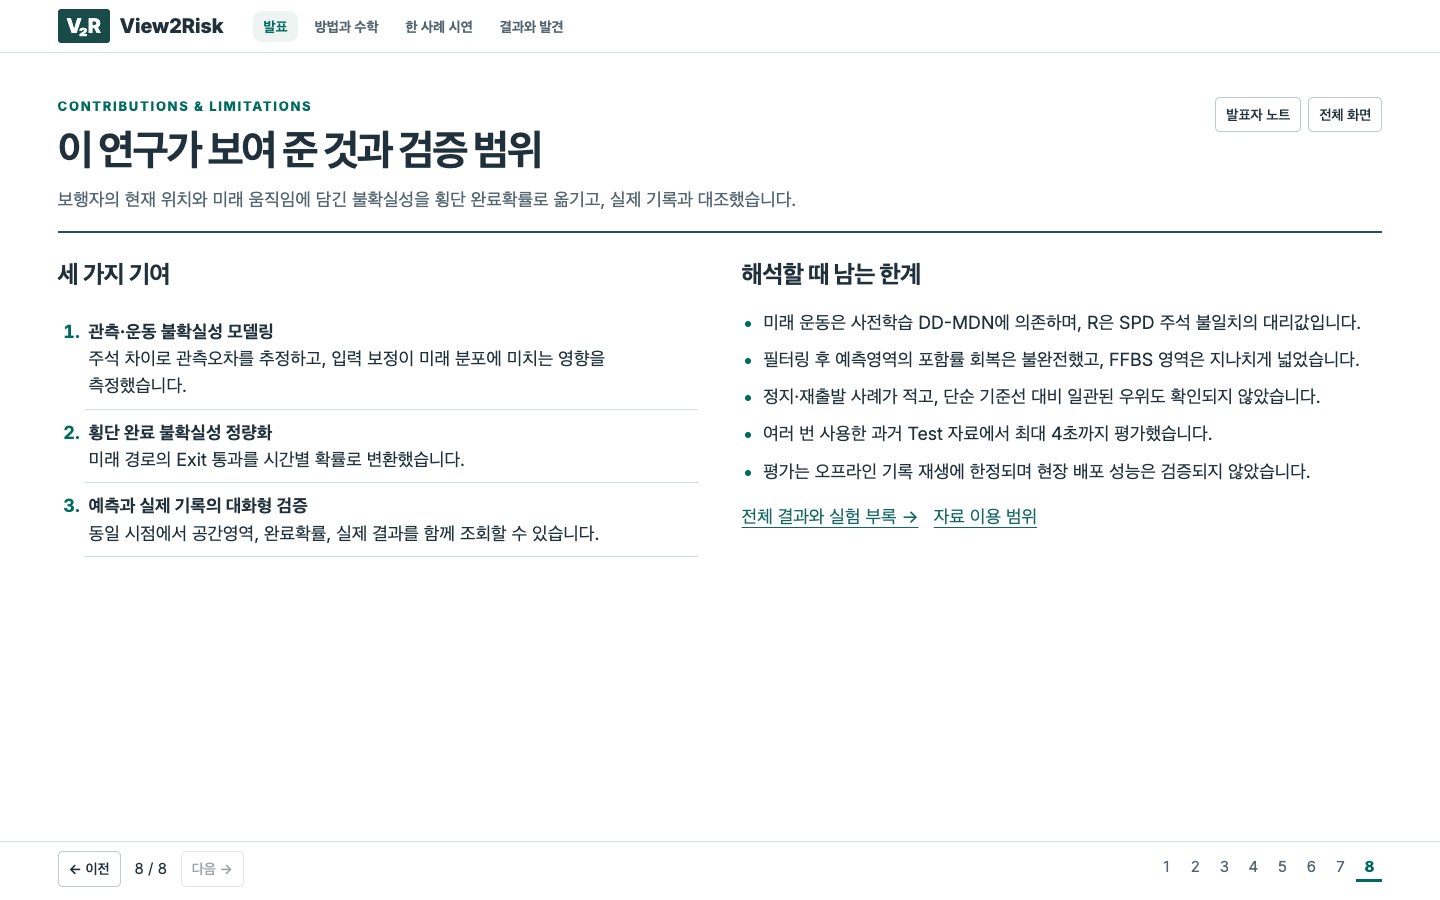 V2R View2Risk 발표 방법과 수학 한 사례 시연 결과와 발견
CONTRIBUTIONS & LIMITATIONS
발표자 노트 전체 화면
이 연구가 보여 준 것과 검증 범위
보행자의 현재 위치와 미래 움직임에 담긴 불확실성을 횡단 완료확률로 옮기고, 실제 기록과 대조했습니다.
세 가지 기여
1. 관측·운동 불확실성 모델링
주석 차이로 관측오차를 추정하고, 입력 보정이 미래 분포에 미치는 영향을
측정했습니다.
2. 횡단 완료 불확실성 정량화
미래 경로의 Exit 통과를 시간별 확률로 변환했습니다.
3. 예측과 실제 기록의 대화형 검증
동일 시점에서 공간영역, 완료확률, 실제 결과를 함께 조회할 수 있습니다.
해석할 때 남는 한계
• 미래 운동은 사전학습 DD-MDN에 의존하며, R은 SPD 주석 불일치의 대리값입니다.
• 필터링 후 예측영역의 포함률 회복은 불완전했고, FFBS 영역은 지나치게 넓었습니다.
• 정지·재출발 사례가 적고, 단순 기준선 대비 일관된 우위도 확인되지 않았습니다.
• 여러 번 사용한 과거 Test 자료에서 최대 4초까지 평가했습니다.
• 평가는 오프라인 기록 재생에 한정되며 현장 배포 성능은 검증되지 않았습니다.
전체 결과와 실험 부록 → 자료 이용 범위
← 이전 8 / 8 다음 →
1 2 3 4 5 6 7 8